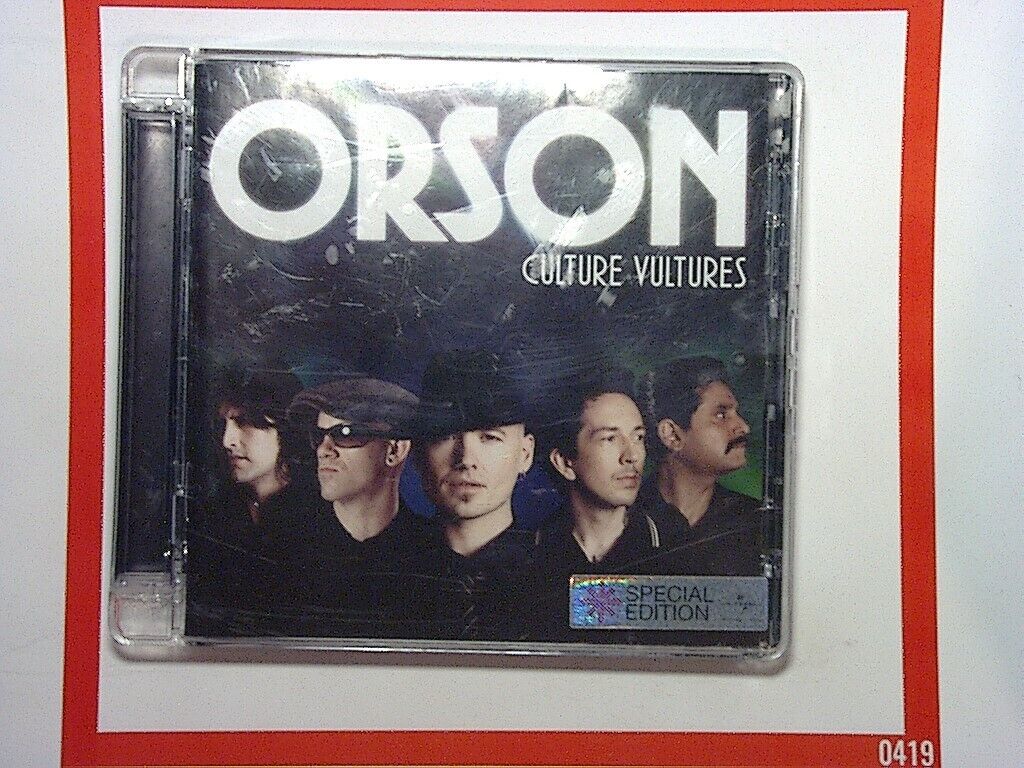 ORSON
CULTURE VULTURES
SPECIAL
EDITION
0419